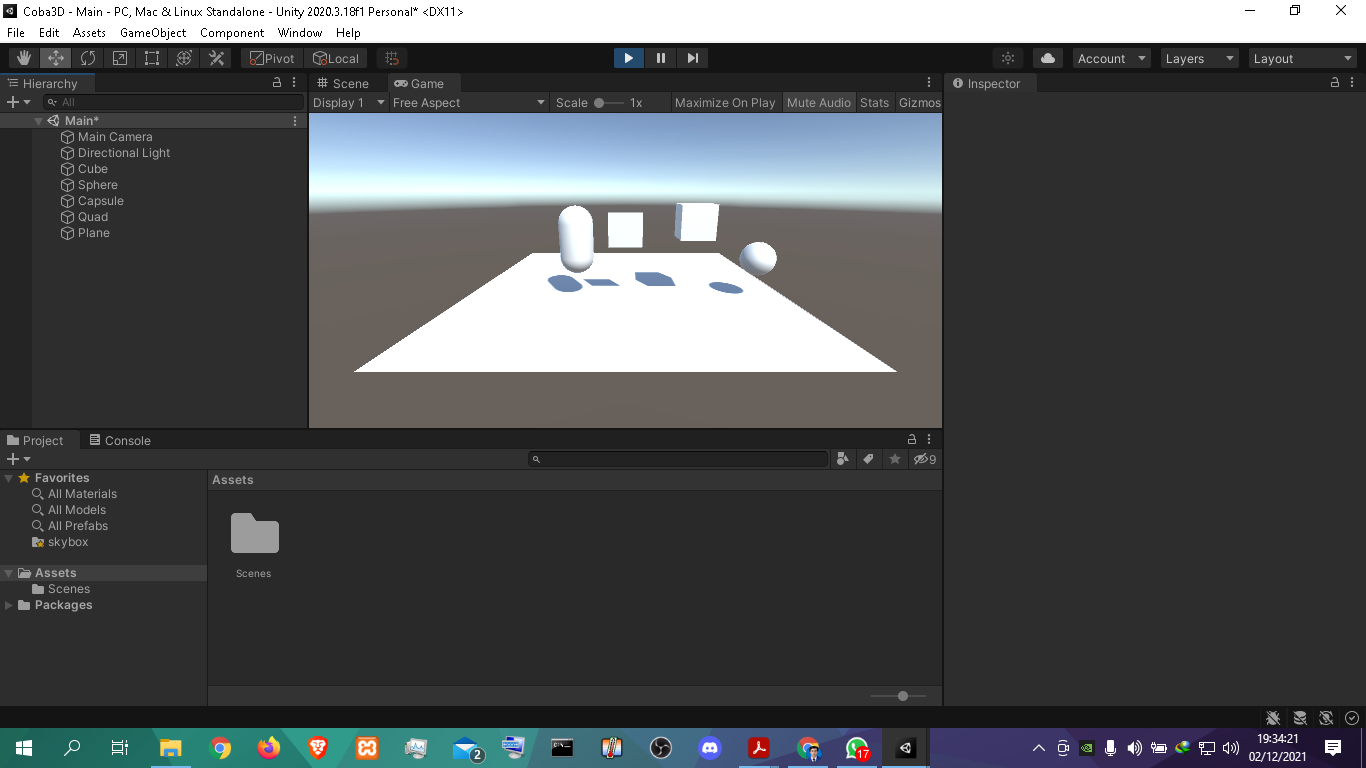 Coba3D - Main - PC, Mac & Linux Standalone - Unity 2020.3.18f1 Personal* <DX11>
File Edit Assets GameObject Component Window Help
Pivot Local Account Layers Layout
Hierarchy Scene Game Inspector
All Display 1 Free Aspect Scale 1x Maximize On Play Mute Audio Stats Gizmos
Main*
Main Camera
Directional Light
Cube
Sphere
Capsule
Quad
Plane
Project Console
9
Favorites Assets
All Materials
All Models
All Prefabs
skybox
Assets
Scenes
Packages
Scenes
2 17 19:34:21
02/12/2021